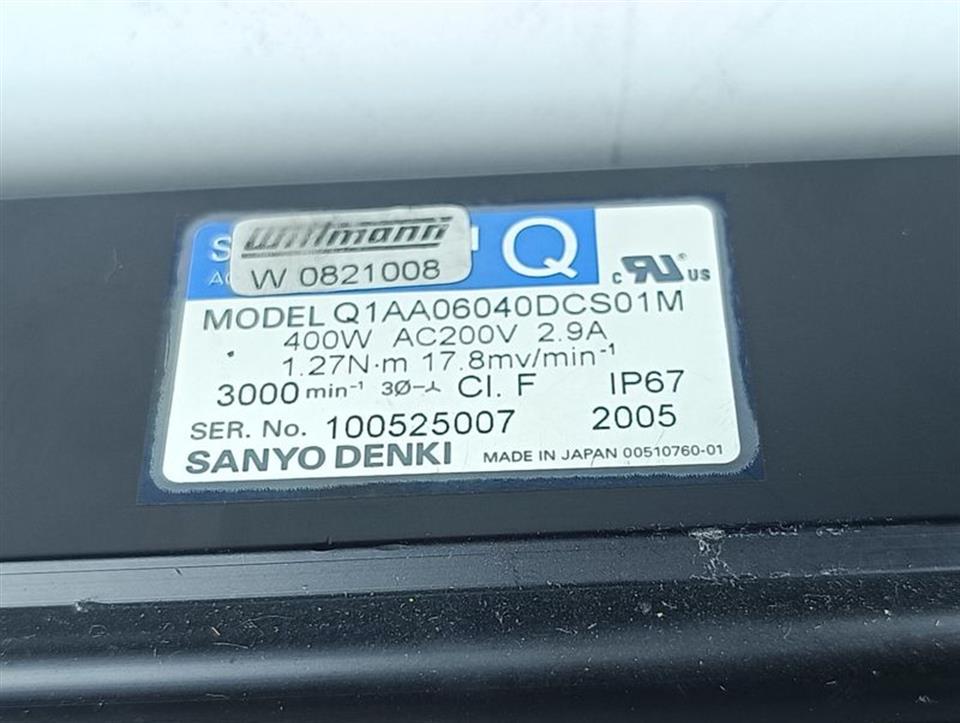 Wittmann Q
W 0821008
c RU ® US
MODEL Q1AA06040DCS01M
400W AC200V 2.9A
1.27N·m 17.8mv/min⁻¹
3000 min⁻¹ 3Ø-⅄ Cl. F IP67
SER. No. 100525007 2005
SANYO DENKI MADE IN JAPAN 00510760-01